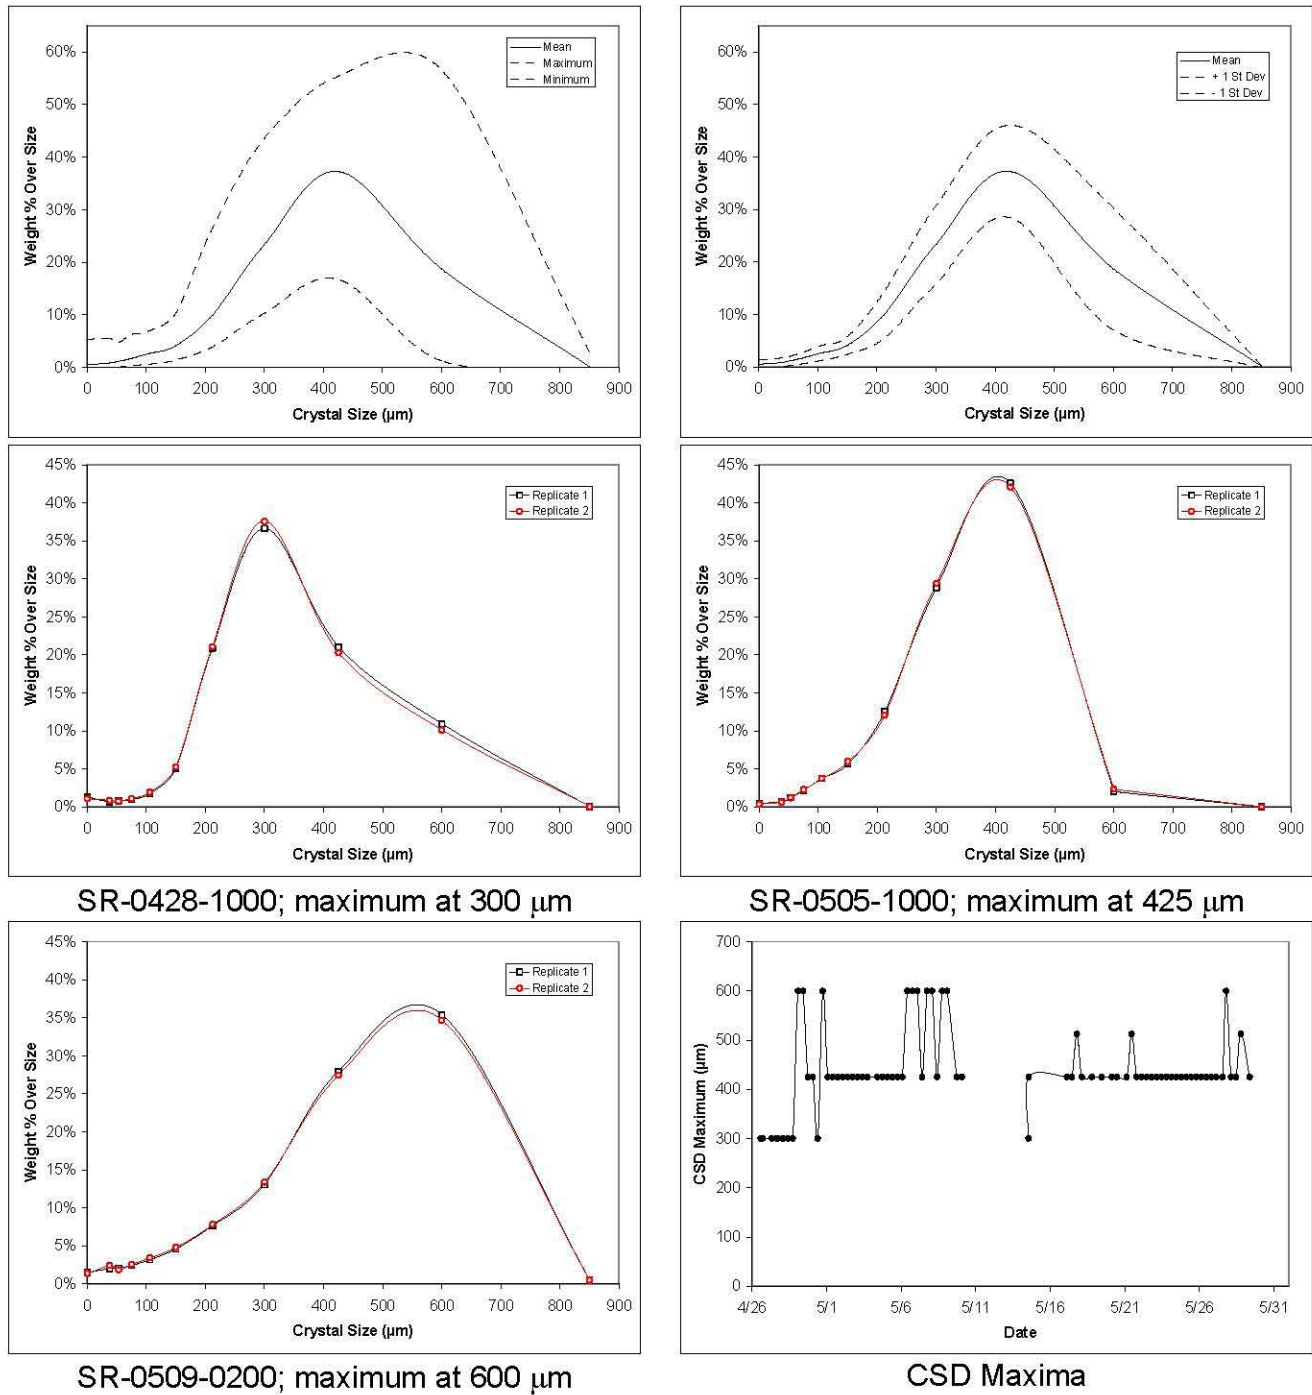 60%
50%
40%
30%
20%
10%
0%
Weight % Over Size
Mean
Maximum
Minimum
0 100 200 300 400 500 600 700 800 900
Crystal Size (µm)
60%
50%
40%
30%
20%
10%
0%
Weight % Over Size
Mean
+ 1 St Dev
- 1 St Dev
0 100 200 300 400 500 600 700 800 900
Crystal Size (µm)
45%
40%
35%
30%
25%
20%
15%
10%
5%
0%
Weight % Over Size
Replicate 1
Replicate 2
0 100 200 300 400 500 600 700 800 900
Crystal Size (µm)
SR-0428-1000; maximum at 300 µm
45%
40%
35%
30%
25%
20%
15%
10%
5%
0%
Weight % Over Size
Replicate 1
Replicate 2
0 100 200 300 400 500 600 700 800 900
Crystal Size (µm)
SR-0505-1000; maximum at 425 µm
45%
40%
35%
30%
25%
20%
15%
10%
5%
0%
Weight % Over Size
Replicate 1
Replicate 2
0 100 200 300 400 500 600 700 800 900
Crystal Size (µm)
SR-0509-0200; maximum at 600 µm
700
600
500
400
300
200
100
0
CSD Maximum (µm)
4/26 5/1 5/6 5/11 5/16 5/21 5/26 5/31
Date
CSD Maxima